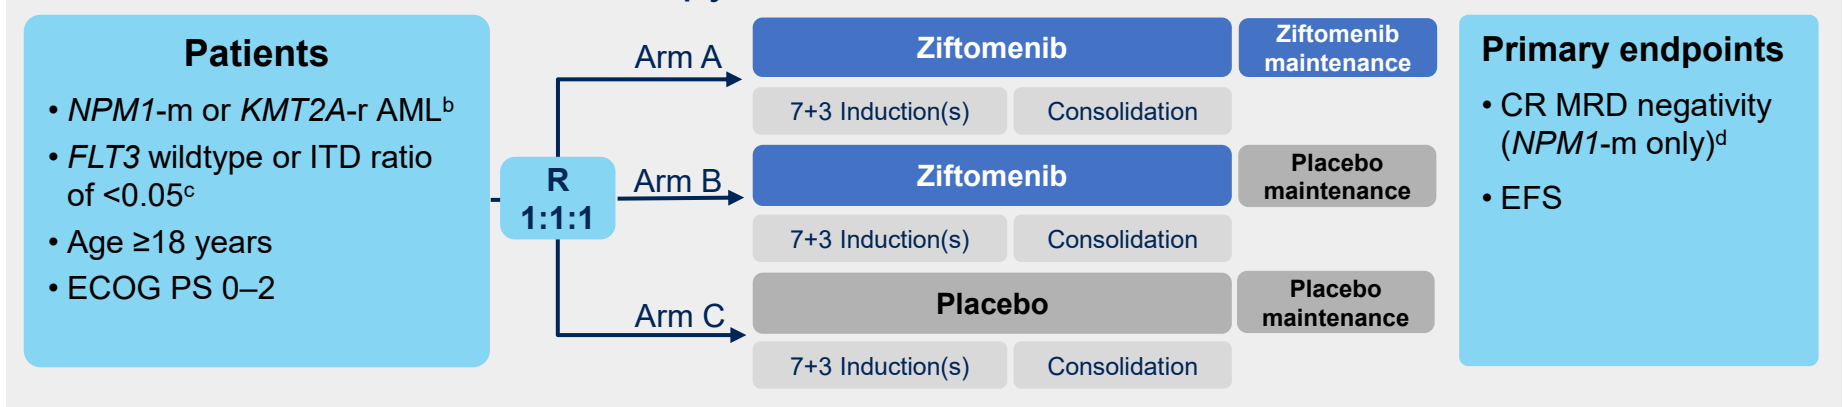 Patients
• NPM1-m or KMT2A-r AMLᵇ
• FLT3 wildtype or ITD ratio
of <0.05ᶜ
• Age ≥18 years
• ECOG PS 0–2
R
1:1:1
Arm A
Ziftomenib
Ziftomenib
maintenance
7+3 Induction(s)
Consolidation
Arm B
Ziftomenib
Placebo
maintenance
7+3 Induction(s)
Consolidation
Arm C
Placebo
Placebo
maintenance
7+3 Induction(s)
Consolidation
Primary endpoints
• CR MRD negativity
(NPM1-m only)ᵈ
• EFS